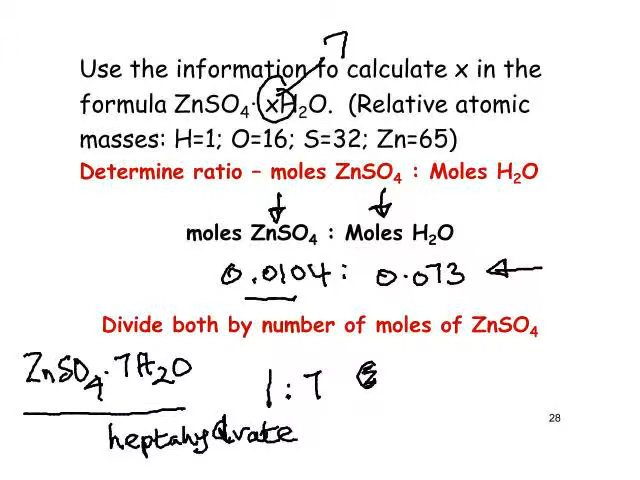 7
Use the information to calculate x in the
formula ZnSO₄·xH₂O. (Relative atomic
masses: H=1; O=16; S=32; Zn=65)
Determine ratio – moles ZnSO₄ : Moles H₂O
moles ZnSO₄ : Moles H₂O
0.0104 : 0.073
Divide both by number of moles of ZnSO₄
ZnSO₄·7H₂O 1 : 7
heptahydrate
28